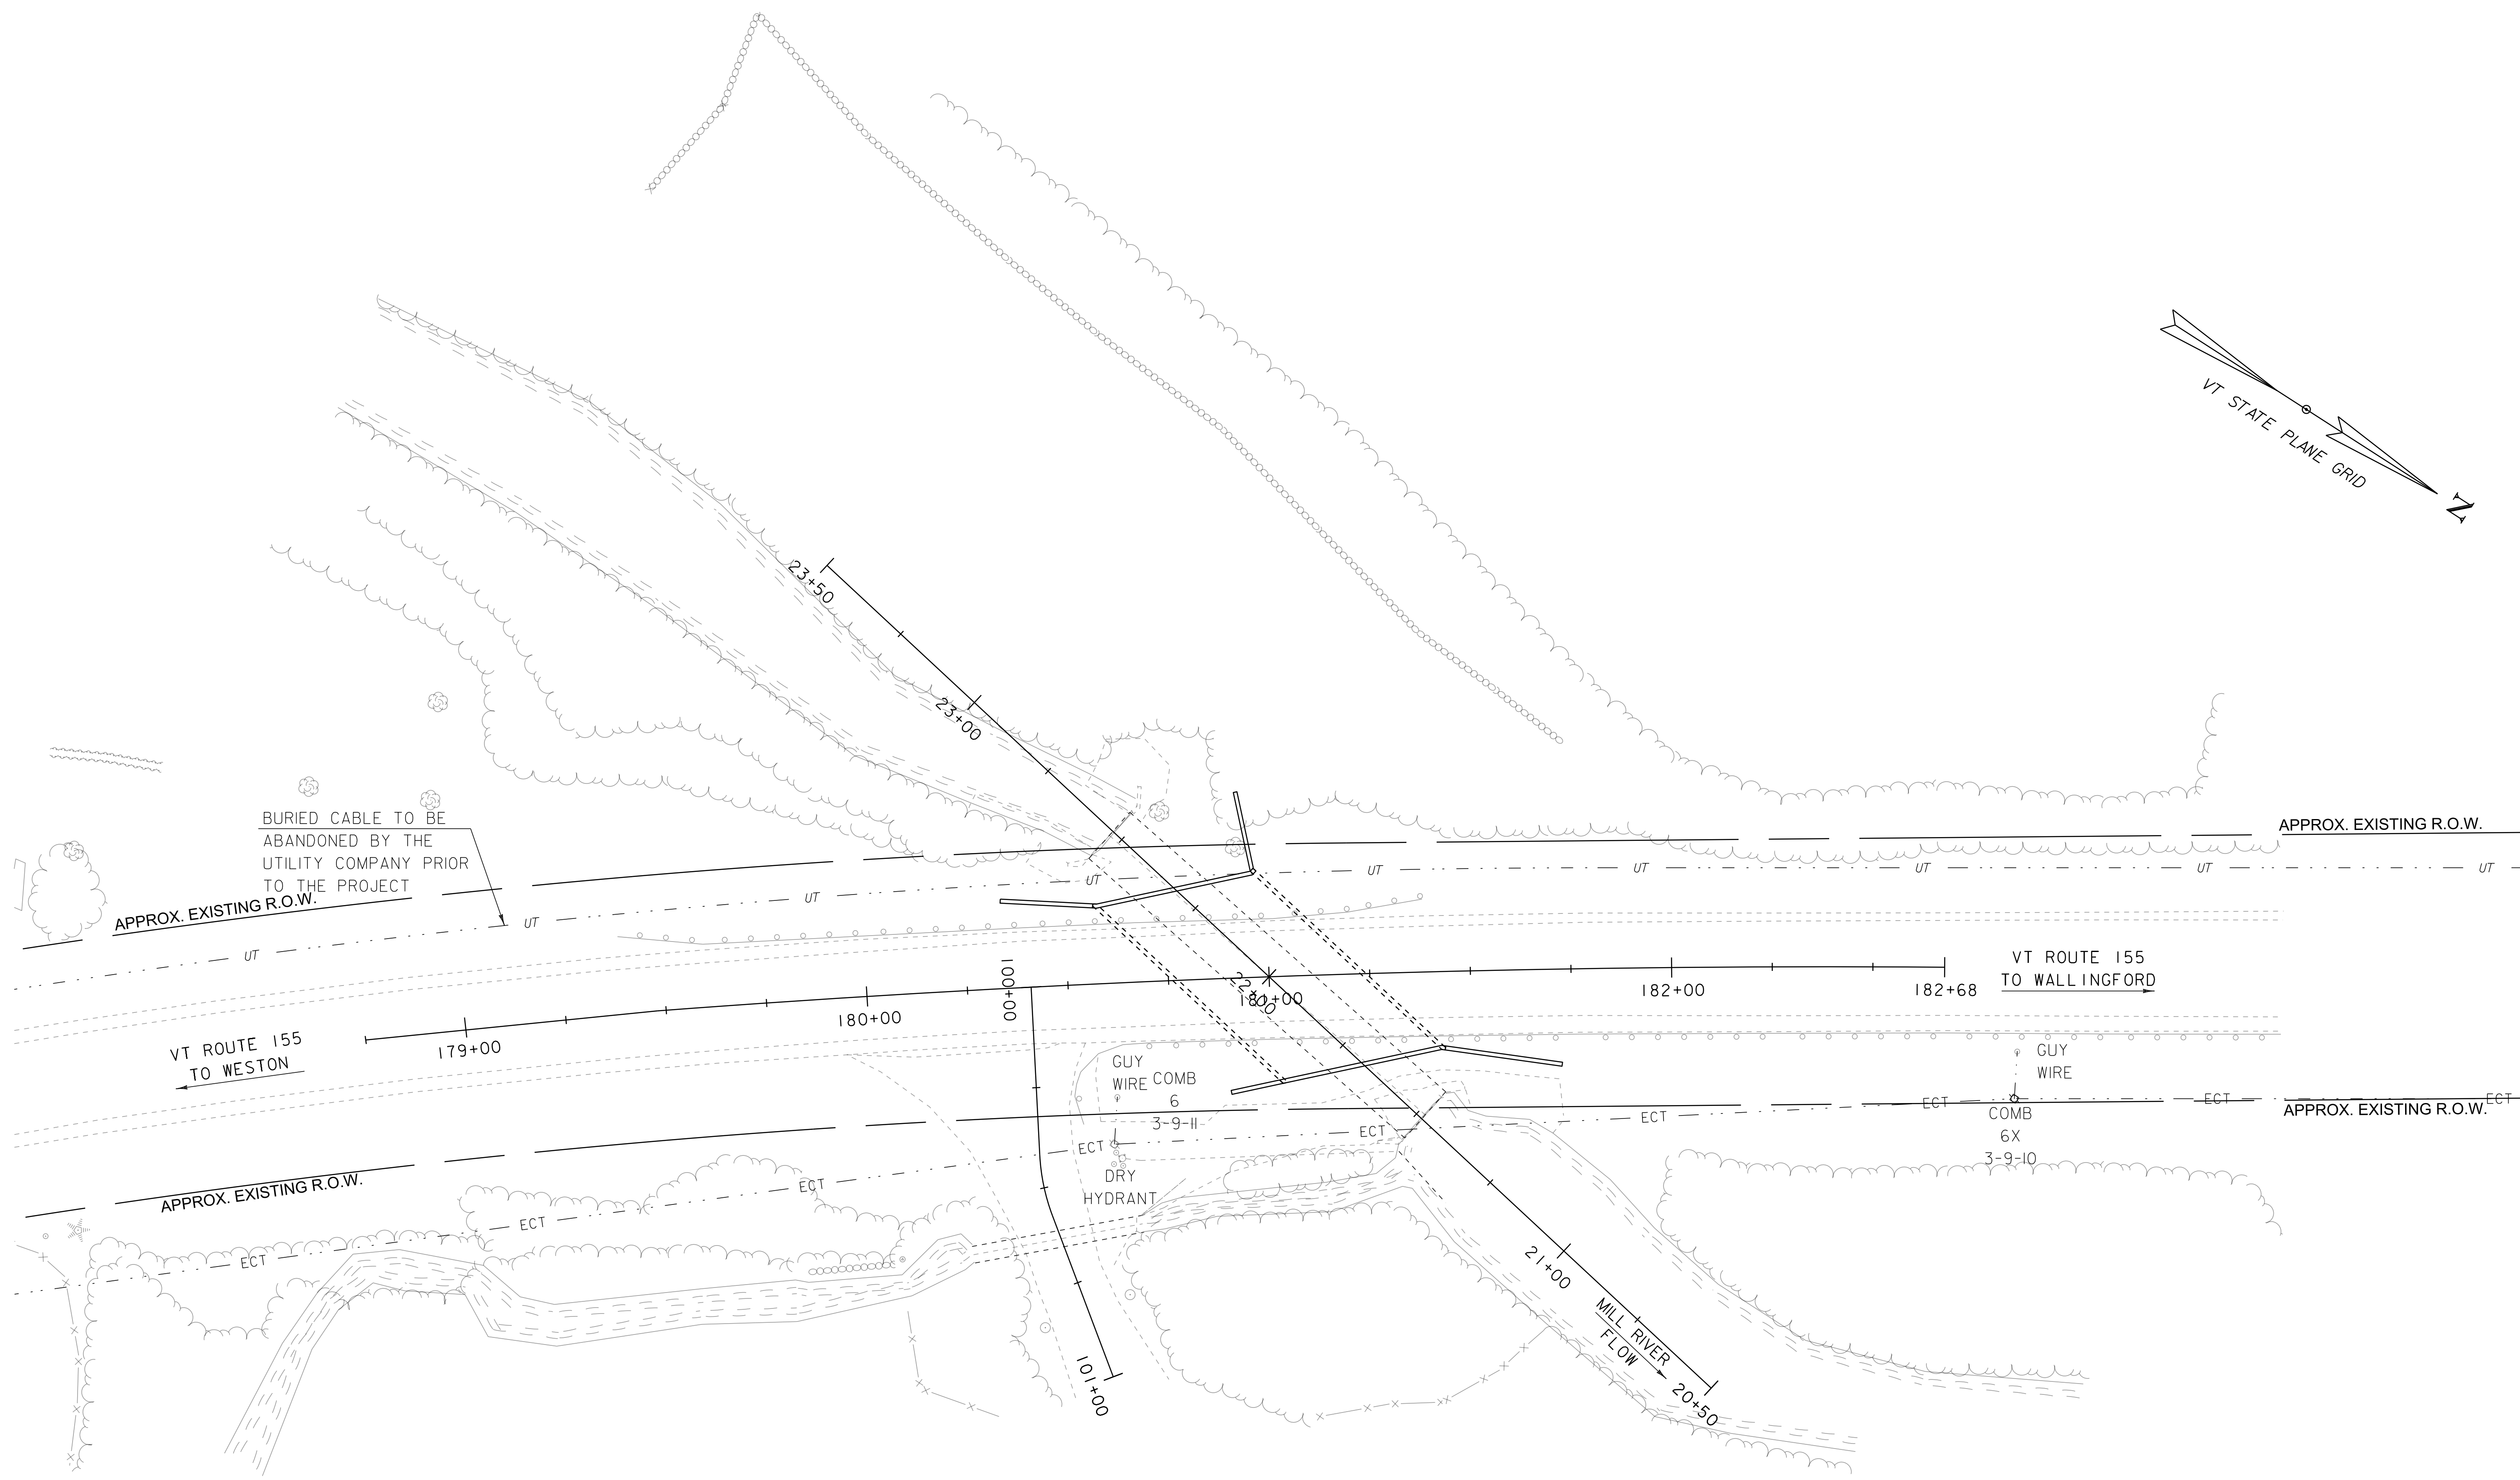 VT STATE PLANE GRID
N
23+50
23+00
BURIED CABLE TO BE
ABANDONED BY THE
UTILITY COMPANY PRIOR
TO THE PROJECT
APPROX. EXISTING R.O.W.
APPROX. EXISTING R.O.W.
UT
UT
UT
UT
UT
UT
UT
UT
UT
VT ROUTE 155
TO WALLINGFORD
100+00
22+00
181+00
182+00
182+68
180+00
179+00
VT ROUTE 155
TO WESTON
GUY
WIRE
COMB
6
3-9-11
GUY
WIRE
COMB
6X
3-9-10
ECT
ECT
ECT
ECT
ECT
ECT
ECT
ECT
ECT
APPROX. EXISTING R.O.W.
APPROX. EXISTING R.O.W.
DRY
HYDRANT
21+00
MILL RIVER
FLOW
20+50
101+00